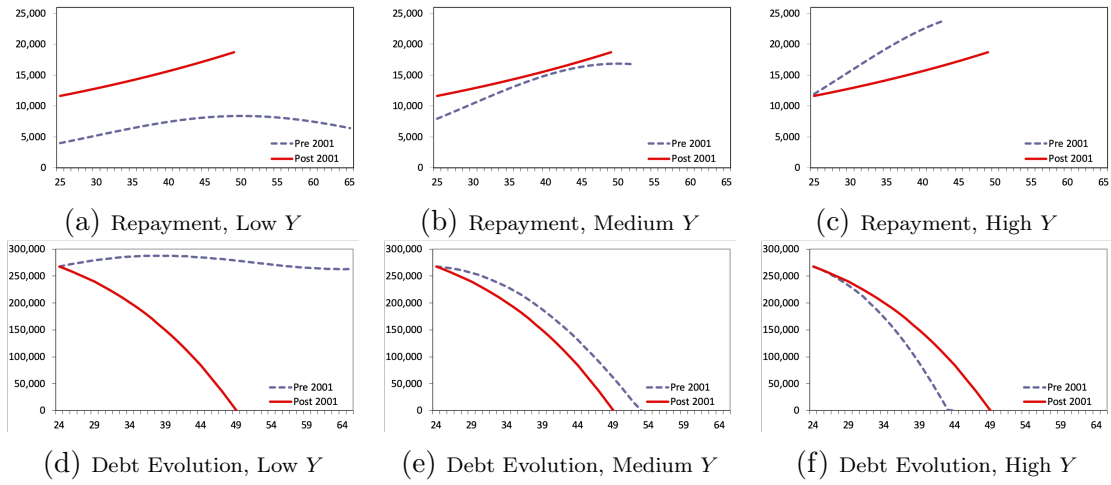 25,000
20,000
15,000
10,000
5,000
0
25 30 35 40 45 50 55 60 65
Pre 2001
Post 2001
(a) Repayment, Low Y
25,000
20,000
15,000
10,000
5,000
0
25 30 35 40 45 50 55 60 65
Pre 2001
Post 2001
(b) Repayment, Medium Y
25,000
20,000
15,000
10,000
5,000
0
25 30 35 40 45 50 55 60 65
Pre 2001
Post 2001
(c) Repayment, High Y
300,000
250,000
200,000
150,000
100,000
50,000
0
24 29 34 39 44 49 54 59 64
Pre 2001
Post 2001
(d) Debt Evolution, Low Y
300,000
250,000
200,000
150,000
100,000
50,000
0
24 29 34 39 44 49 54 59 64
Pre 2001
Post 2001
(e) Debt Evolution, Medium Y
300,000
250,000
200,000
150,000
100,000
50,000
0
24 29 34 39 44 49 54 59 64
Pre 2001
Post 2001
(f) Debt Evolution, High Y